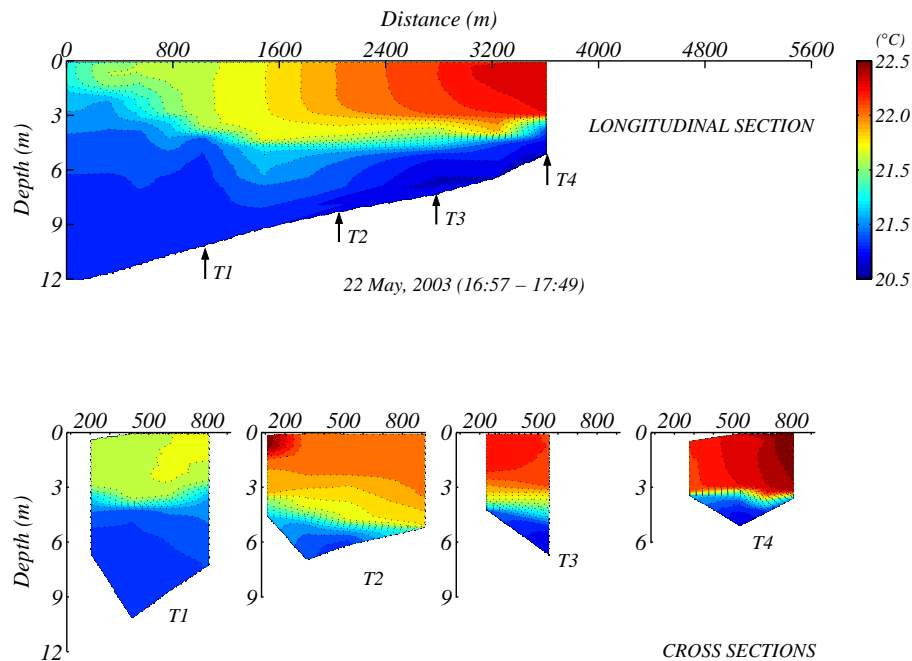 Distance (m)
0 800 1600 2400 3200 4000 4800 5600
(°C)
0
3
6
9
12
Depth (m)
LONGITUDINAL SECTION
T1
T2
T3
T4
22 May, 2003 (16:57 – 17:49)
22.5
22.0
21.5
21.5
20.5
200 500 800
200 500 800
200 500 800
200 500 800
0
3
6
9
12
Depth (m)
T1
0
3
6
9
T2
0
3
6
9
T3
0
3
6
T4
CROSS SECTIONS